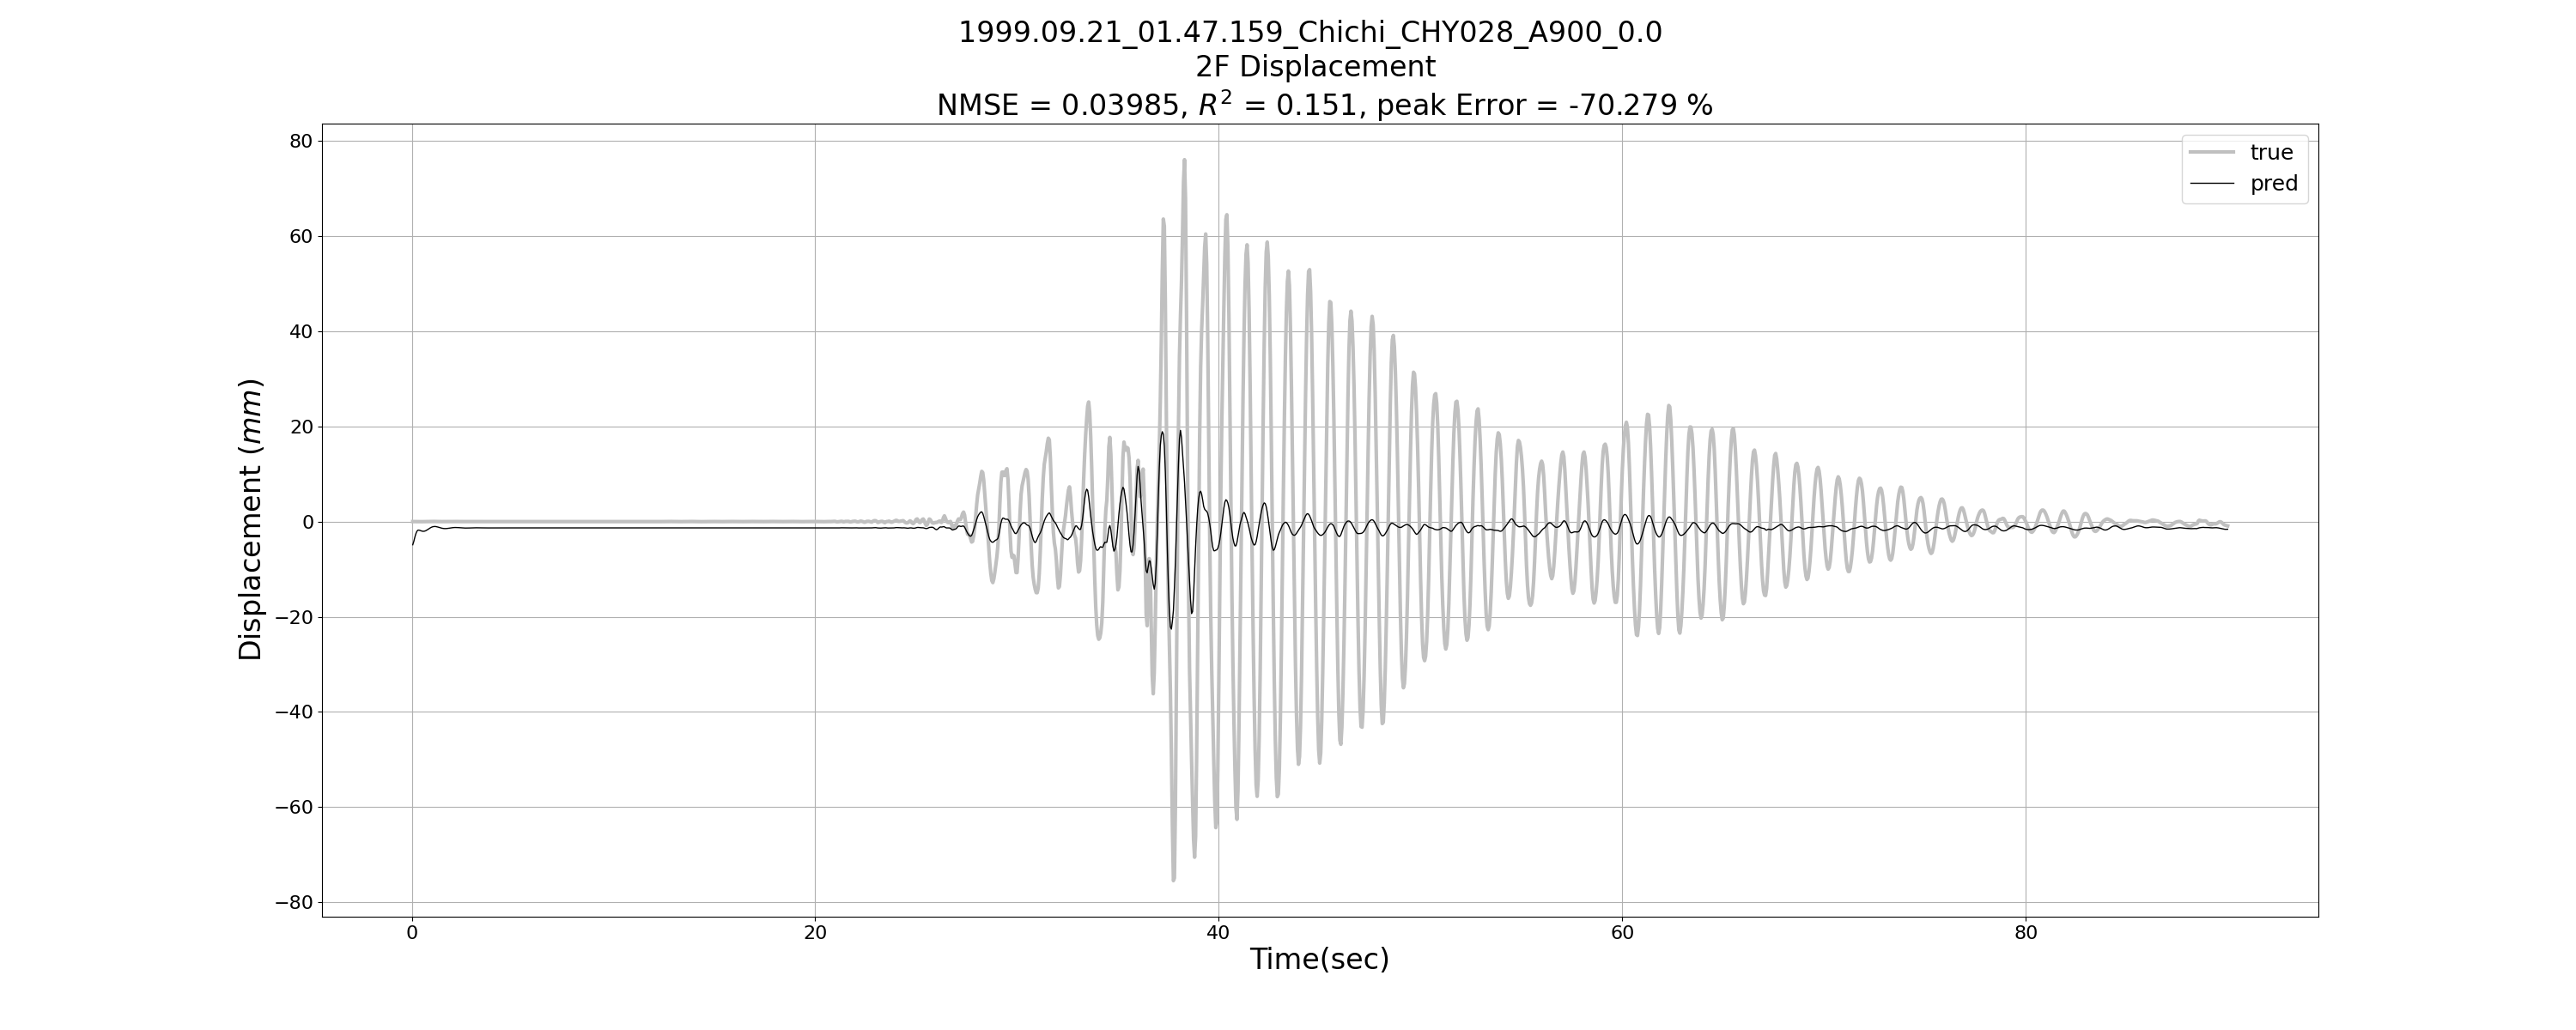 1999.09.21_01.47.159_Chichi_CHY028_A900_0.0
2F Displacement
NMSE = 0.03985, R² = 0.151, peak Error = -70.279 %
true
pred
80
60
40
20
0
−20
−40
−60
−80
Displacement (mm)
0 20 40 60 80
Time(sec)